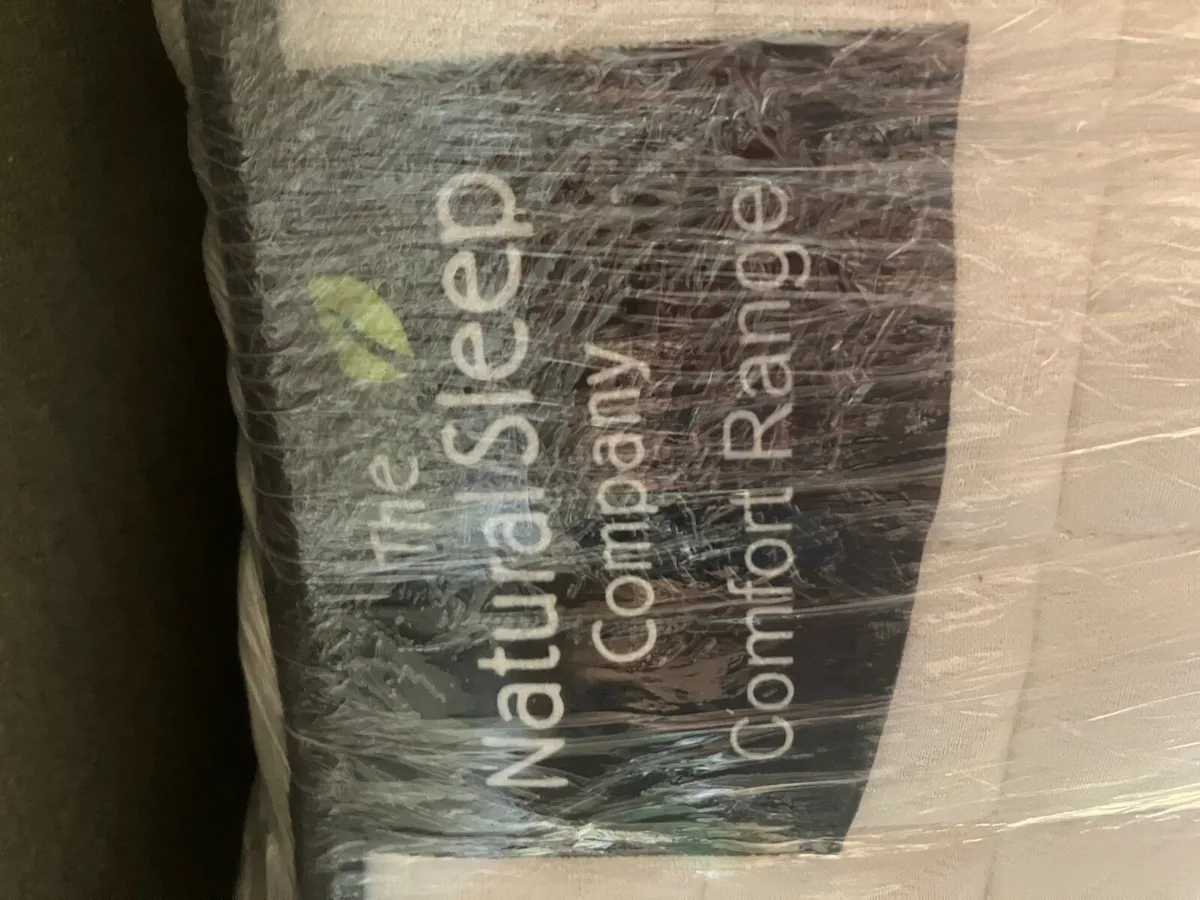 The
Natural Sleep
Company
Comfort Range